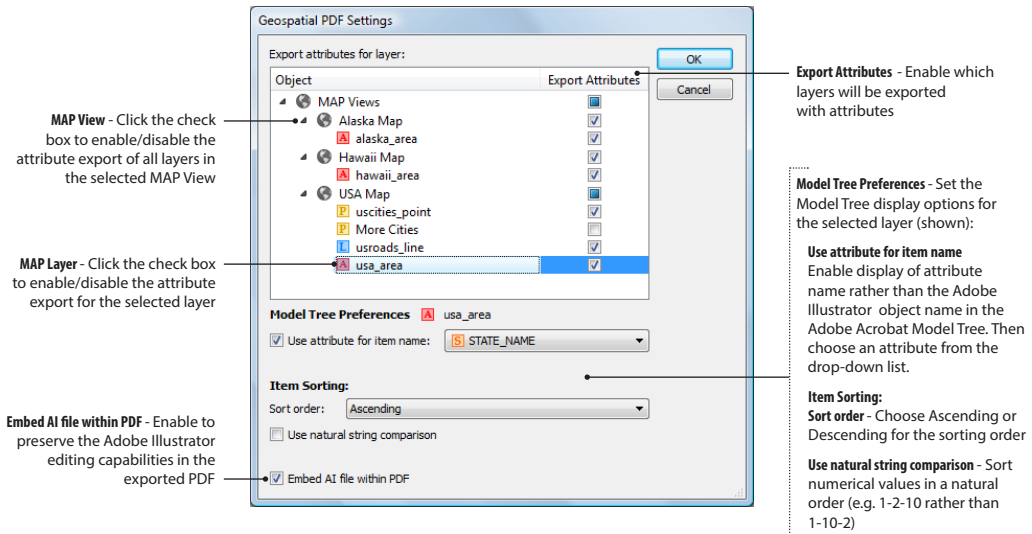 Geospatial PDF Settings
Export attributes for layer:
Object Export Attributes
MAP Views
Alaska Map
A alaska_area
Hawaii Map
A hawaii_area
USA Map
P uscities_point
P More Cities
L usroads_line
A usa_area
Model Tree Preferences A usa_area
Use attribute for item name: S STATE_NAME
Item Sorting:
Sort order: Ascending
Use natural string comparison
Embed AI file within PDF
OK
Cancel
MAP View - Click the check
box to enable/disable the
attribute export of all layers in
the selected MAP View
MAP Layer - Click the check box
to enable/disable the attribute
export for the selected layer
Embed AI file within PDF - Enable to
preserve the Adobe Illustrator
editing capabilities in the
exported PDF
Export Attributes - Enable which
layers will be exported
with attributes
Model Tree Preferences - Set the
Model Tree display options for
the selected layer (shown):
Use attribute for item name
Enable display of attribute
name rather than the Adobe
Illustrator object name in the
Adobe Acrobat Model Tree. Then
choose an attribute from the
drop-down list.
Item Sorting:
Sort order - Choose Ascending or
Descending for the sorting order
Use natural string comparison - Sort
numerical values in a natural
order (e.g. 1-2-10 rather than
1-10-2)